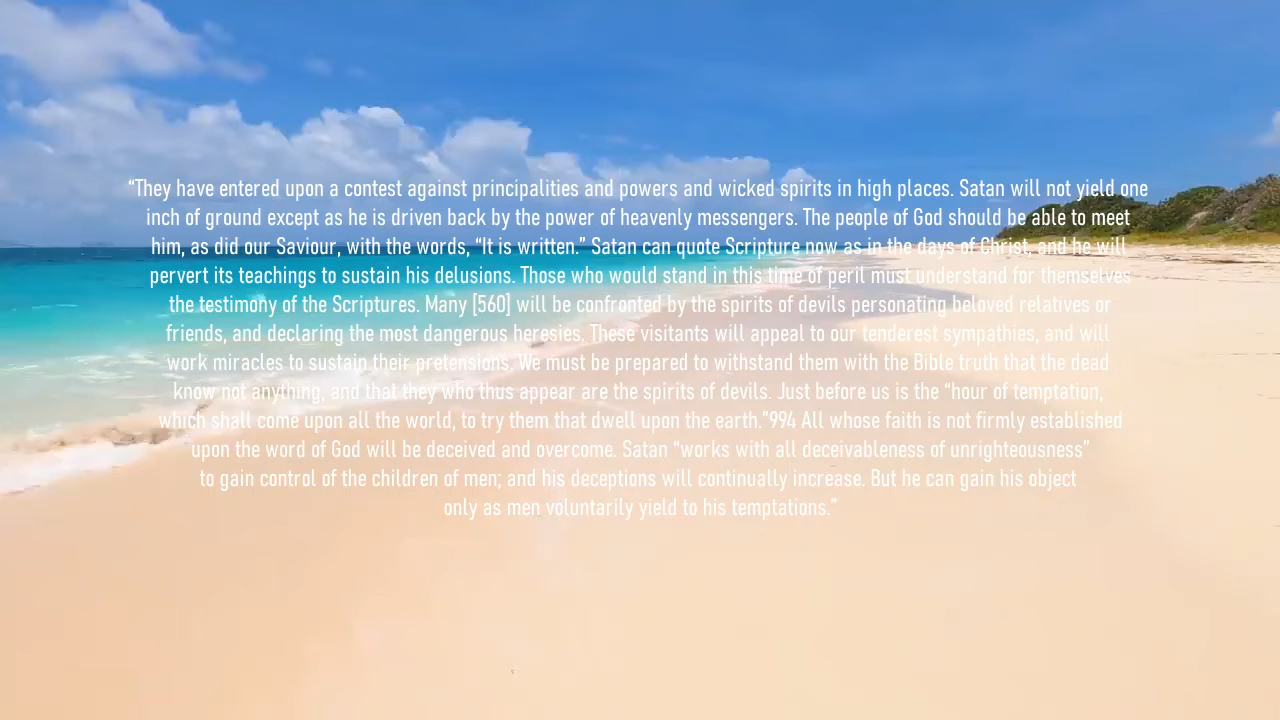 “They have entered upon a contest against principalities and powers and wicked spirits in high places. Satan will not yield one
inch of ground except as he is driven back by the power of heavenly messengers. The people of God should be able to meet
him, as did our Saviour, with the words, “It is written.” Satan can quote Scripture now as in the days of Christ, and he will
pervert its teachings to sustain his delusions. Those who would stand in this time of peril must understand for themselves
the testimony of the Scriptures. Many [560] will be confronted by the spirits of devils personating beloved relatives or
friends, and declaring the most dangerous heresies. These visitants will appeal to our tenderest sympathies, and will
work miracles to sustain their pretensions. We must be prepared to withstand them with the Bible truth that the dead
know not anything, and that they who thus appear are the spirits of devils. Just before us is the “hour of temptation,
which shall come upon all the world, to try them that dwell upon the earth.”994 All whose faith is not firmly established
upon the word of God will be deceived and overcome. Satan “works with all deceivableness of unrighteousness”
to gain control of the children of men; and his deceptions will continually increase. But he can gain his object
only as men voluntarily yield to his temptations.”